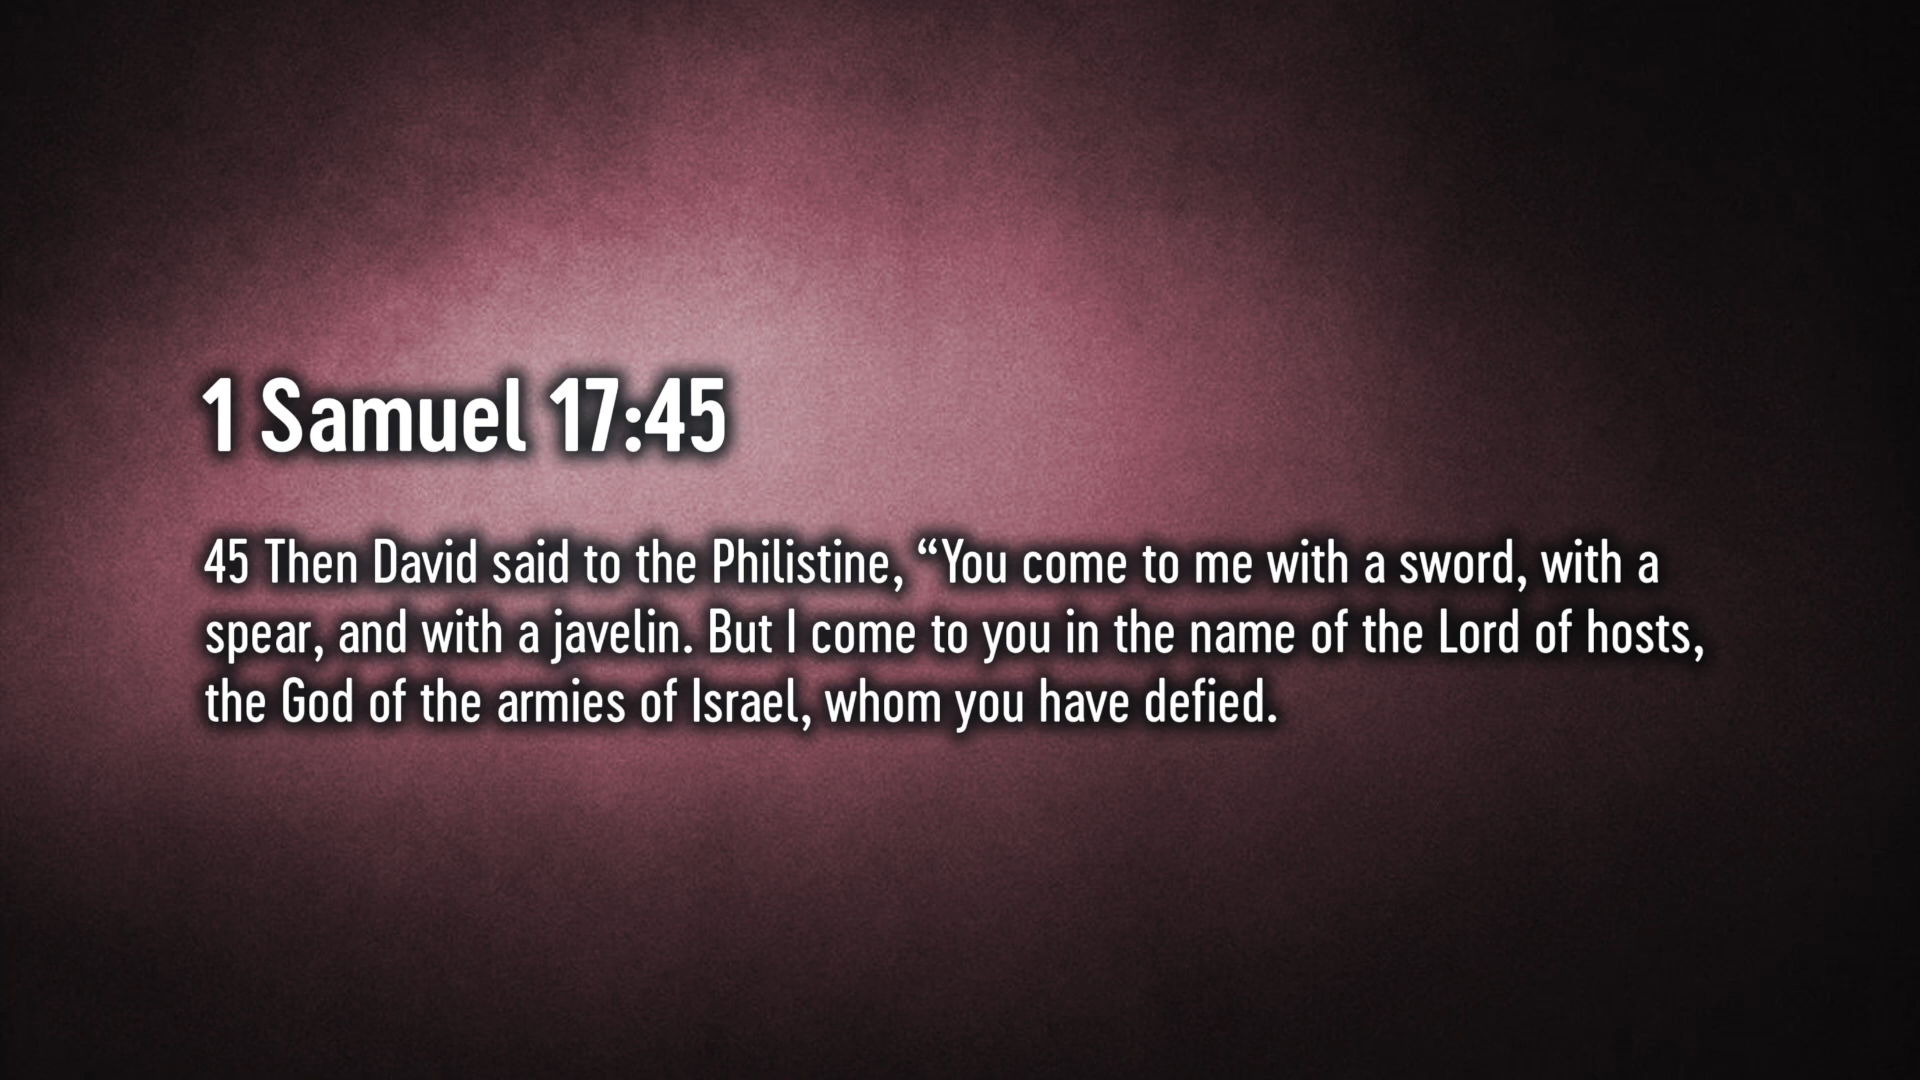 1 Samuel 17:45
45 Then David said to the Philistine, “You come to me with a sword, with a
spear, and with a javelin. But I come to you in the name of the Lord of hosts,
the God of the armies of Israel, whom you have defied.